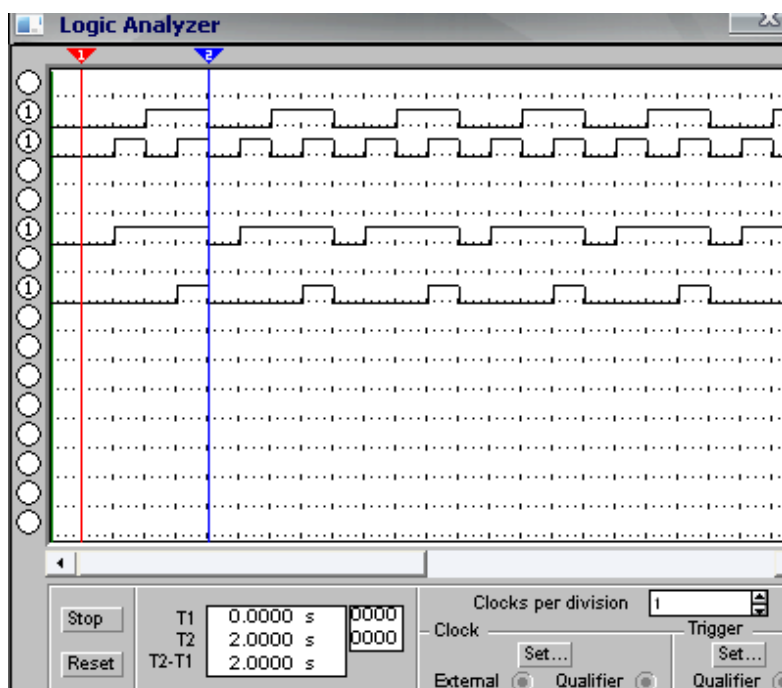 Logic Analyzer
X
1 2
1
1
1
1
Stop
Reset
T1 0.0000 s 0000
T2 2.0000 s 0000
T2-T1 2.0000 s
Clocks per division 1
Clock
Set...
External Qualifier
Trigger
Set...
Qualifier